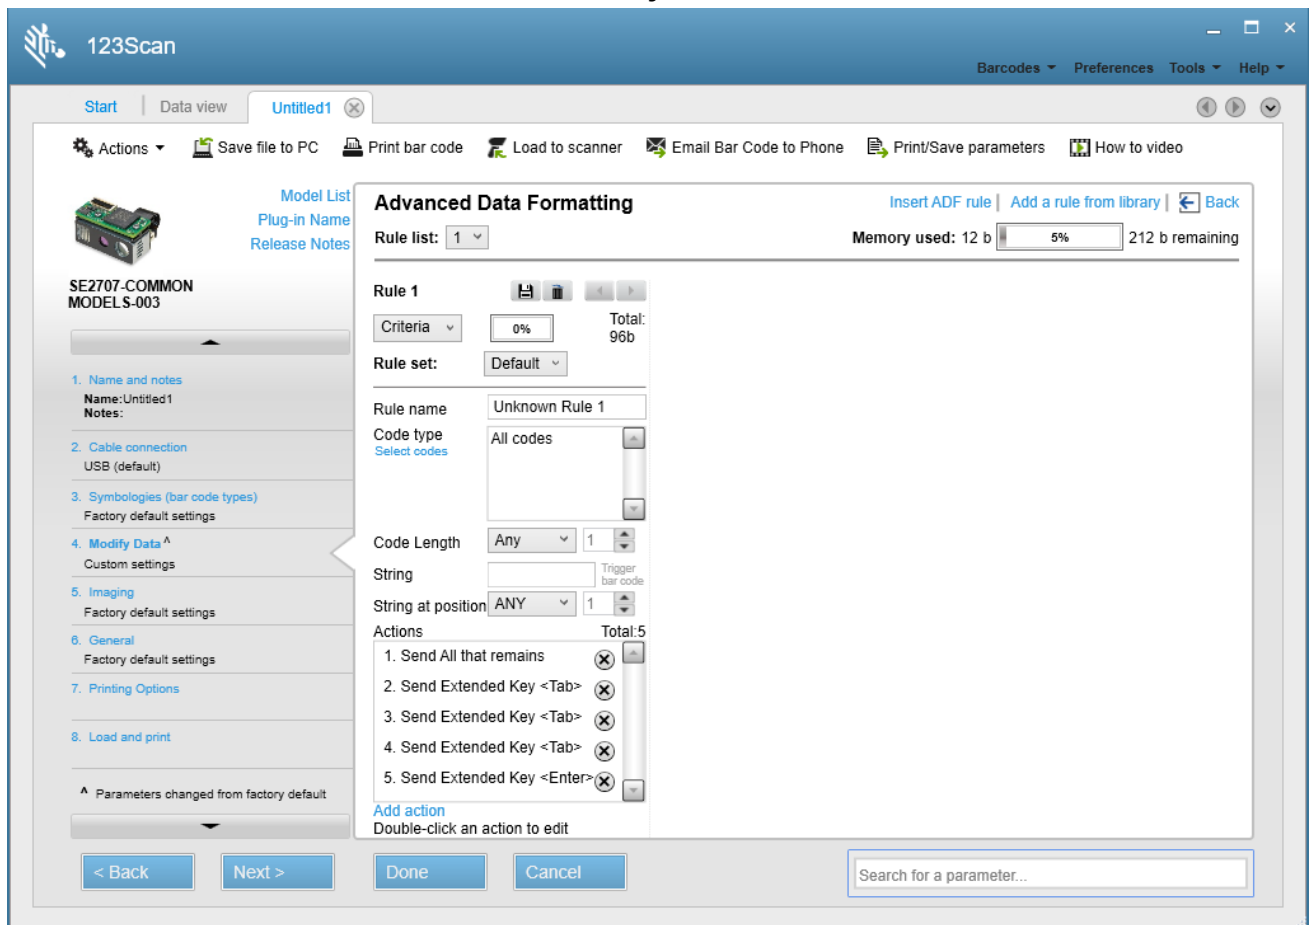 123Scan
Barcodes Preferences Tools Help
Start Data view Untitled1
Actions Save file to PC Print bar code Load to scanner Email Bar Code to Phone Print/Save parameters How to video
Model List
Plug-in Name
Release Notes
SE2707-COMMON
MODELS-003
1. Name and notes
Name:Untitled1
Notes:
2. Cable connection
USB (default)
3. Symbologies (bar code types)
Factory default settings
4. Modify Data ^
Custom settings
5. Imaging
Factory default settings
6. General
Factory default settings
7. Printing Options
8. Load and print
^ Parameters changed from factory default
Advanced Data Formatting
Insert ADF rule | Add a rule from library | Back
Rule list: 1
Memory used: 12 b 5% 212 b remaining
Rule 1
Criteria 0% Total:
96b
Rule set: Default
Rule name Unknown Rule 1
Code type All codes
Select codes
Code Length Any 1
String Trigger
bar code
String at position ANY 1
Actions Total:5
1. Send All that remains
2. Send Extended Key <Tab>
3. Send Extended Key <Tab>
4. Send Extended Key <Tab>
5. Send Extended Key <Enter>
Add action
Double-click an action to edit
< Back Next > Done Cancel Search for a parameter...